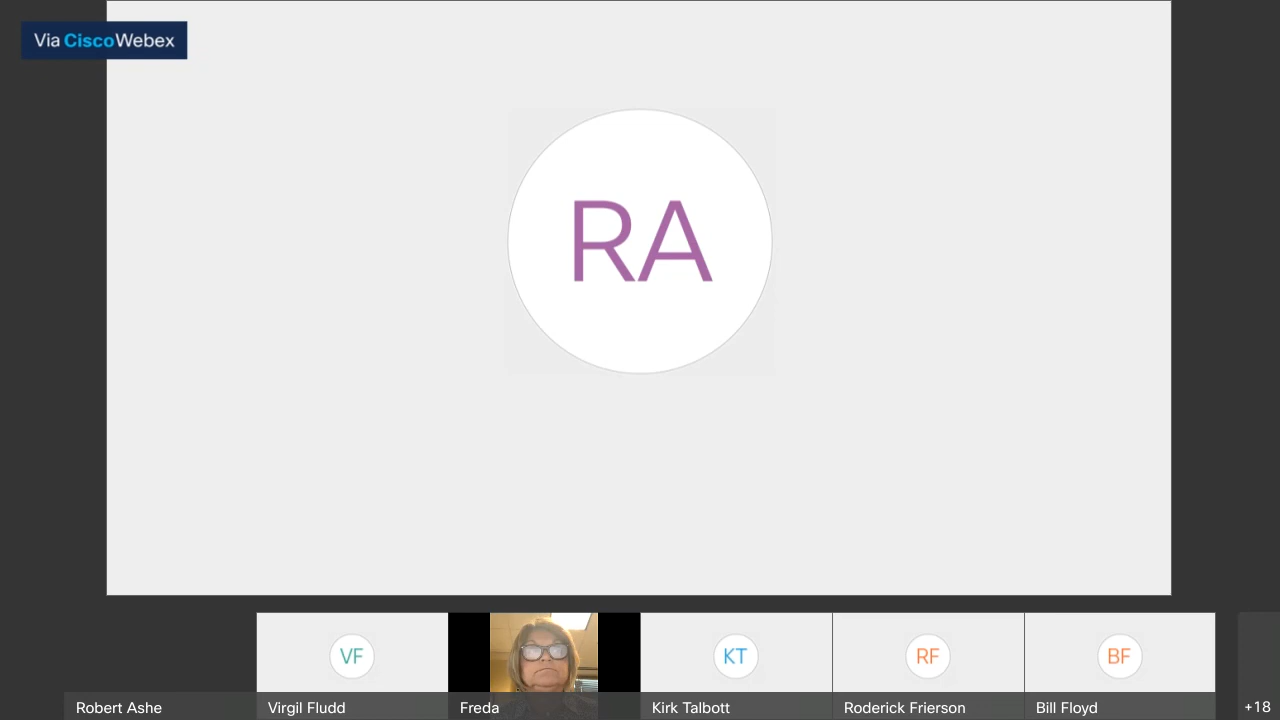 Via CiscoWebex
RA
VF
KT
RF
BF
Robert Ashe
Virgil Fludd
Freda
Kirk Talbott
Roderick Frierson
Bill Floyd
+18